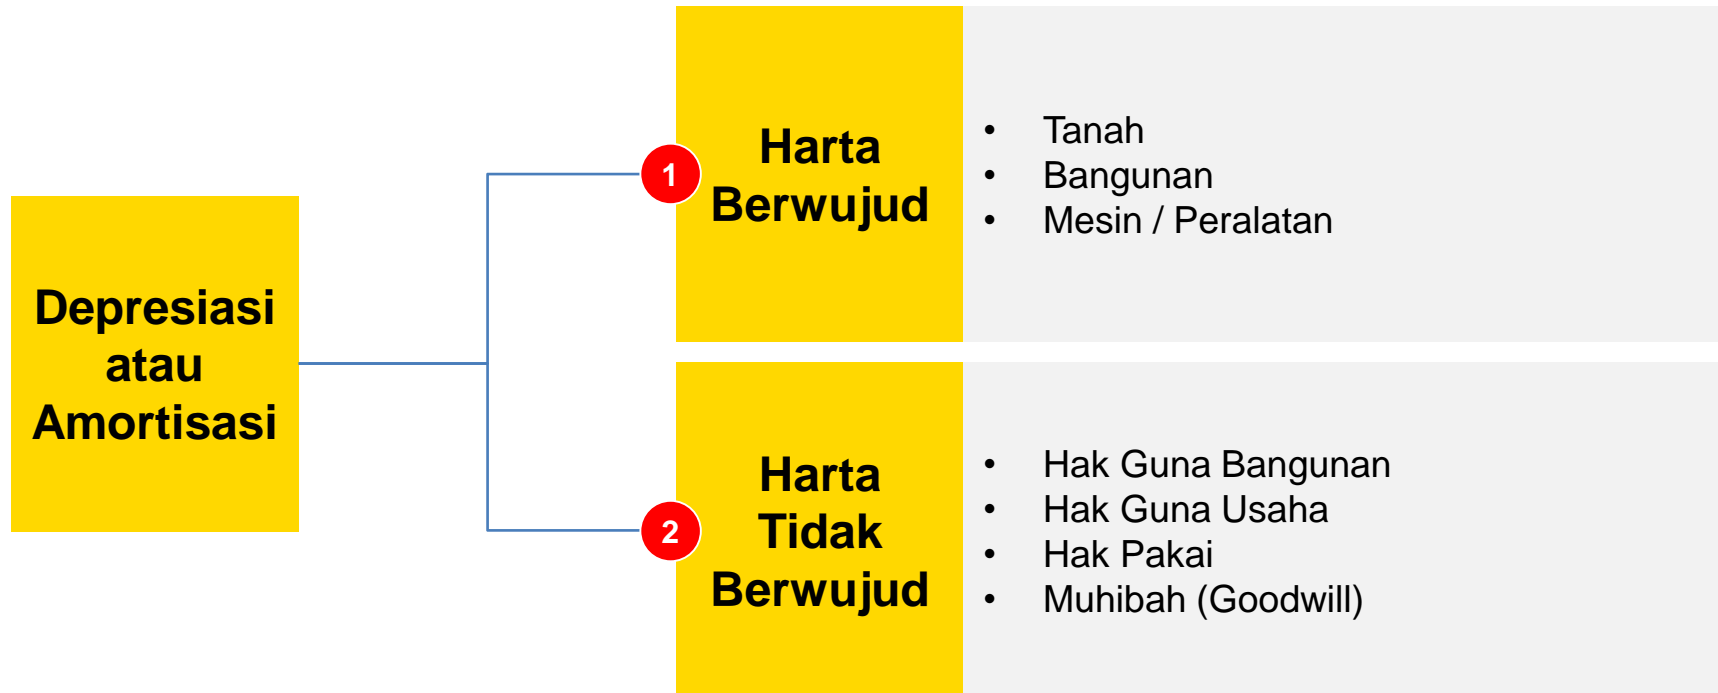 Depresiasi
atau
Amortisasi
1
Harta
Berwujud
• Tanah
• Bangunan
• Mesin / Peralatan
2
Harta
Tidak
Berwujud
• Hak Guna Bangunan
• Hak Guna Usaha
• Hak Pakai
• Muhibah (Goodwill)